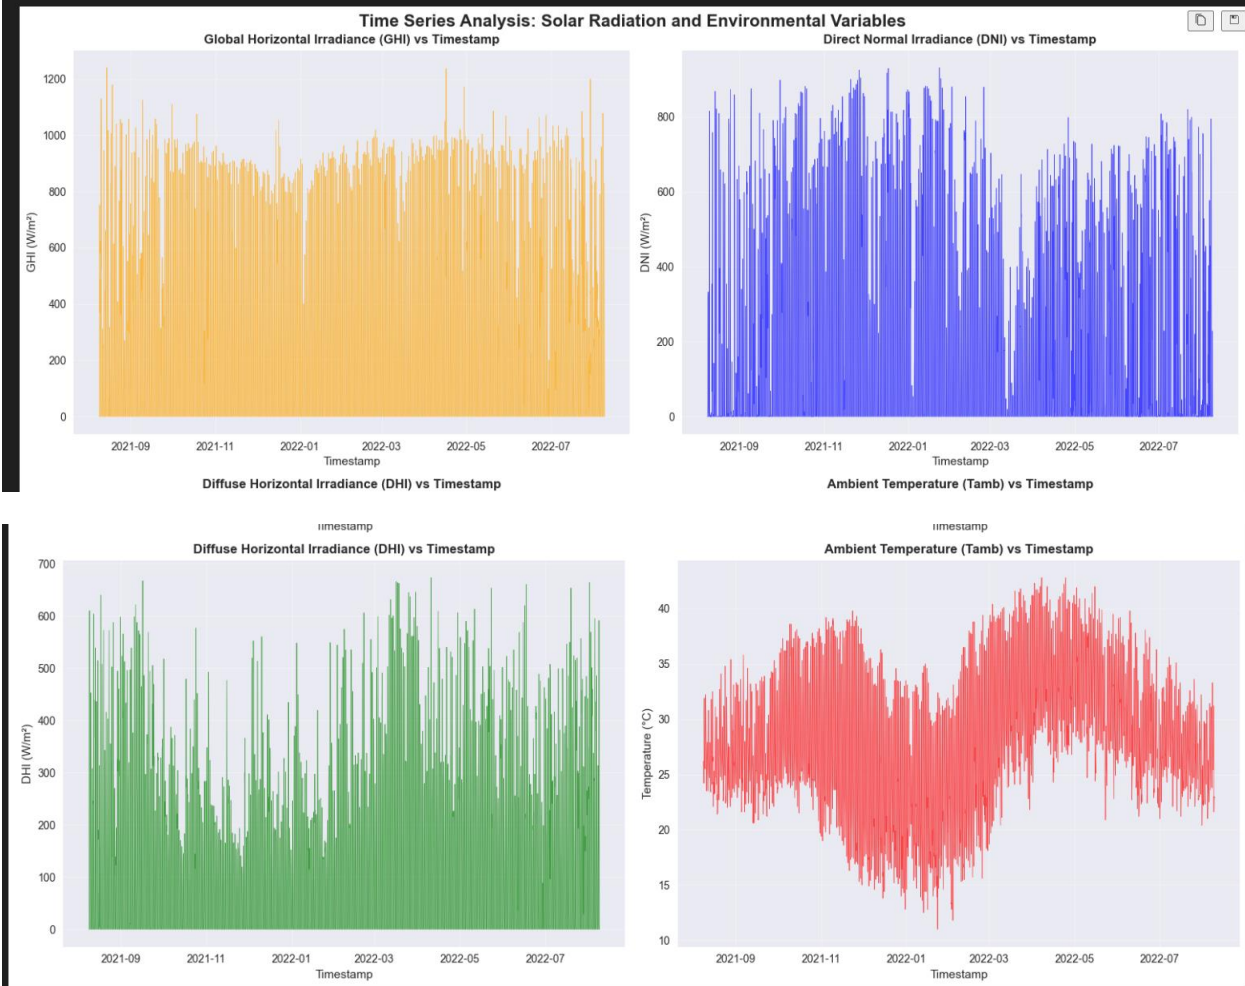 Time Series Analysis: Solar Radiation and Environmental Variables
Global Horizontal Irradiance (GHI) vs Timestamp
GHI (W/m²)
1200
1000
800
600
400
200
0
2021-09 2021-11 2022-01 2022-03 2022-05 2022-07
Timestamp
Direct Normal Irradiance (DNI) vs Timestamp
DNI (W/m²)
800
600
400
200
0
2021-09 2021-11 2022-01 2022-03 2022-05 2022-07
Timestamp
Diffuse Horizontal Irradiance (DHI) vs Timestamp
Ambient Temperature (Tamb) vs Timestamp
Timestamp
Timestamp
Diffuse Horizontal Irradiance (DHI) vs Timestamp
DHI (W/m²)
700
600
500
400
300
200
100
0
2021-09 2021-11 2022-01 2022-03 2022-05 2022-07
Timestamp
Ambient Temperature (Tamb) vs Timestamp
Temperature (°C)
40
35
30
25
20
15
10
2021-09 2021-11 2022-01 2022-03 2022-05 2022-07
Timestamp